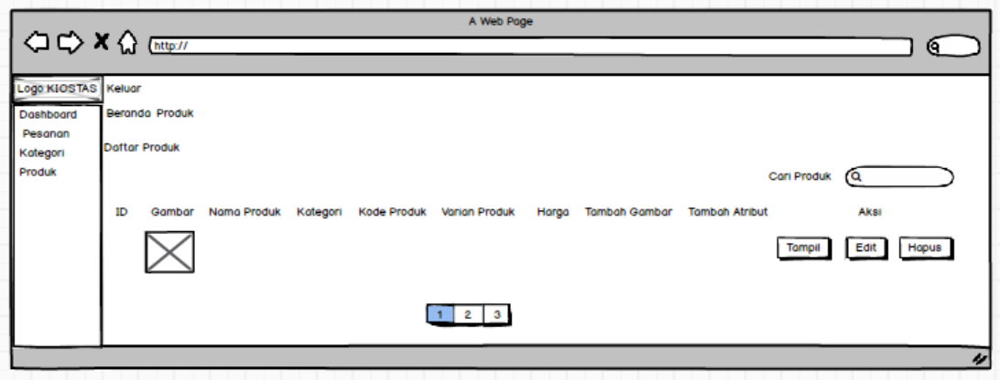 A Web Page
http://
Logo KIOSTAS Keluar
Dashboard Beranda Produk
Pesanan
Kategori Daftar Produk
Produk
Cari Produk
ID Gambar Nama Produk Kategori Kode Produk Varian Produk Harga Tambah Gambar Tambah Atribut Aksi
Tampil Edit Hapus
1 2 3